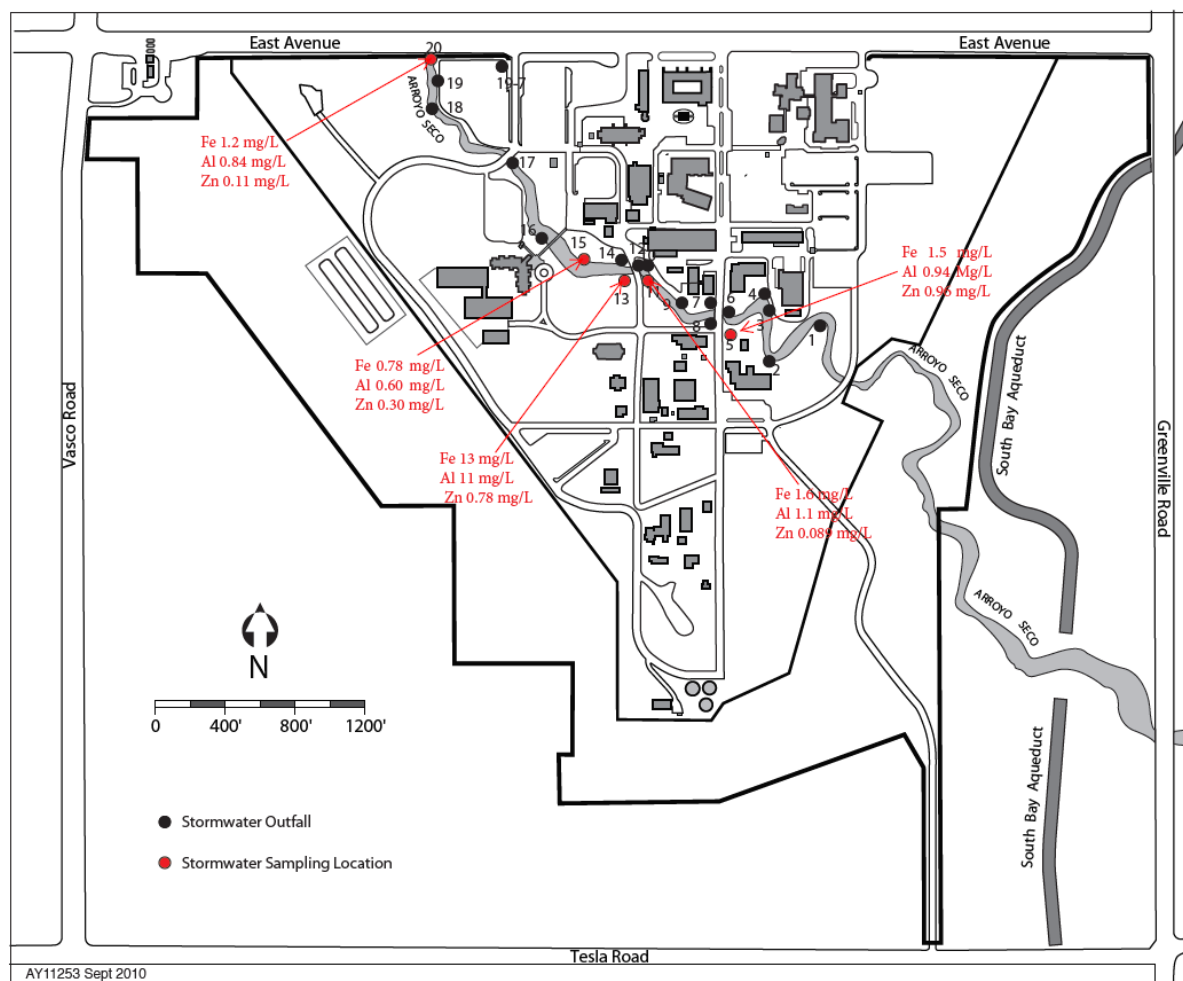 East Avenue
East Avenue
20
19
19-7
18
ARROYO SECO
Fe 1.2 mg/L
Al 0.84 mg/L
Zn 0.11 mg/L
17
16
15
14
12
13
11
9
7
8
6
5
4
3
2
1
Fe 1.5 mg/L
Al 0.94 Mg/L
Zn 0.96 mg/L
Fe 0.78 mg/L
Al 0.60 mg/L
Zn 0.30 mg/L
Fe 13 mg/L
Al 11 mg/L
Zn 0.78 mg/L
Fe 1.6 mg/L
Al 1.1 mg/L
Zn 0.089 mg/L
ARROYO SECO
South Bay Aqueduct
Vasco Road
Greenville Road
ARROYO SECO
N
0 400' 800' 1200'
South Bay Aqueduct
Stormwater Outfall
Stormwater Sampling Location
Tesla Road
AY11253 Sept 2010